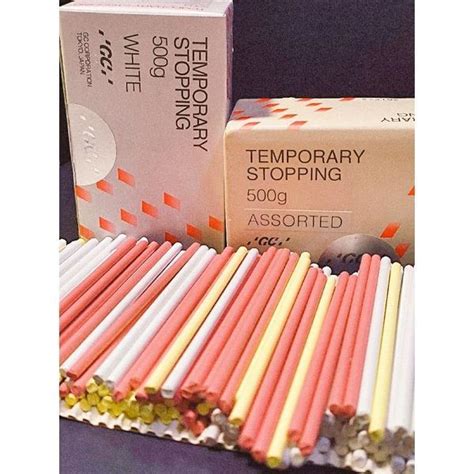 TEMPORARY
STOPPING
500g
WHITE
'GC'
GC CORPORATION
TOKYO, JAPAN
TEMPORARY
STOPPING
500g
ASSORTED
'GC'